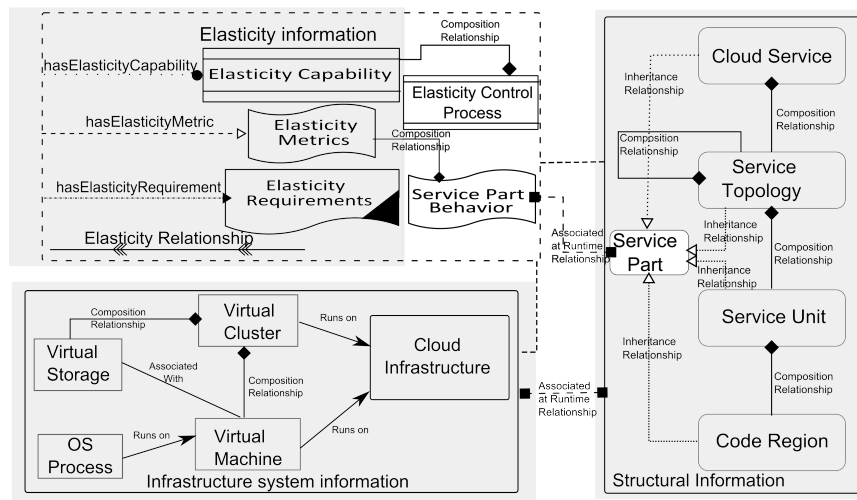 Elasticity information
hasElasticityCapability
Elasticity Capability
Composition
Relationship
Elasticity Control
Process
hasElasticityMetric
Elasticity
Metrics
Composition
Relationship
hasElasticityRequirement
Elasticity
Requirements
Service Part
Behavior
Elasticity Relationship
Associated
at Runtime
Relationship
Virtual
Cluster
Composition
Relationship
Runs on
Cloud
Infrastructure
Virtual
Storage
Associated
With
Composition
Relationship
OS
Process
Runs on
Virtual
Machine
Runs on
Infrastructure system information
Associated
at Runtime
Relationship
Cloud Service
Inheritance
Relationship
Composition
Relationship
Composition
Relationship
Service
Topology
Inheritance
Relationship
Service
Part
Composition
Relationship
Inheritance
Relationship
Service Unit
Inheritance
Relationship
Composition
Relationship
Code Region
Structural Information